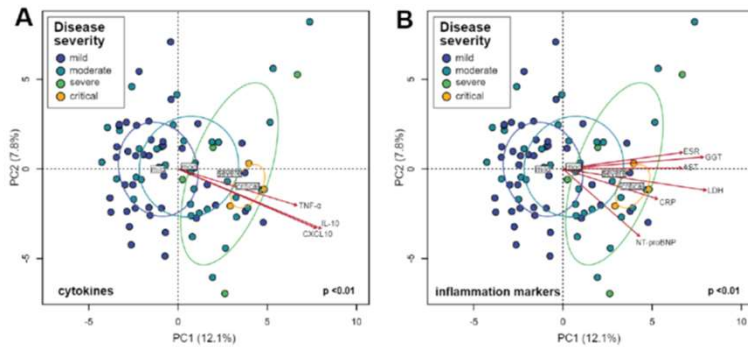 A
Disease
severity
mild
moderate
severe
critical
5
0
-5
PC2 (7.8%)
TNF-α
IL-10
CXCL10
cytokines
p <0.01
-5
0
5
10
PC1 (12.1%)
B
Disease
severity
mild
moderate
severe
critical
5
0
-5
PC2 (7.8%)
ESR
GGT
AST
LDH
CRP
NT-proBNP
inflammation markers
p <0.01
-5
0
5
10
PC1 (12.1%)